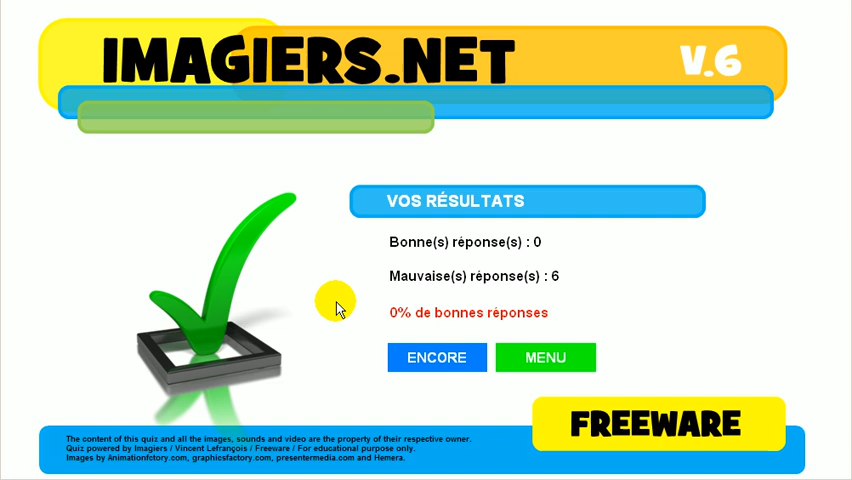 IMAGIERS.NET
V.6
VOS RÉSULTATS
Bonne(s) réponse(s) : 0
Mauvaise(s) réponse(s) : 6
0% de bonnes réponses
ENCORE
MENU
FREEWARE
The content of this quiz and all the images, sounds and video are the property of their respective owner.
Quiz powered by Imagiers / Vincent Lefrançois / Freeware / For educational purpose only.
Images by Animationfctory.com, graphicsfactory.com, presentermedia.com and Hemera.